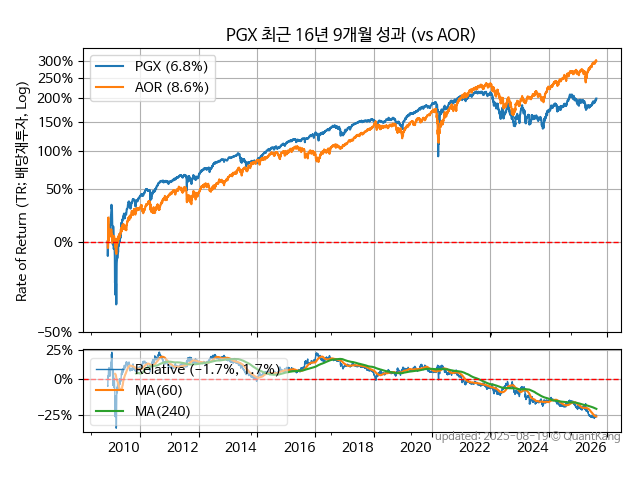 PGX 최근 16년 9개월 성과 (vs AOR)
Rate of Return (TR: 배당재투자, Log)
300%
250%
200%
150%
100%
50%
0%
−50%
PGX (6.8%)
AOR (8.6%)
25%
0%
−25%
Relative (−1.7%, 1.7%)
MA(60)
MA(240)
2010 2012 2014 2016 2018 2020 2022 2024 2026
updated: 2025-08-19 © QuantKang